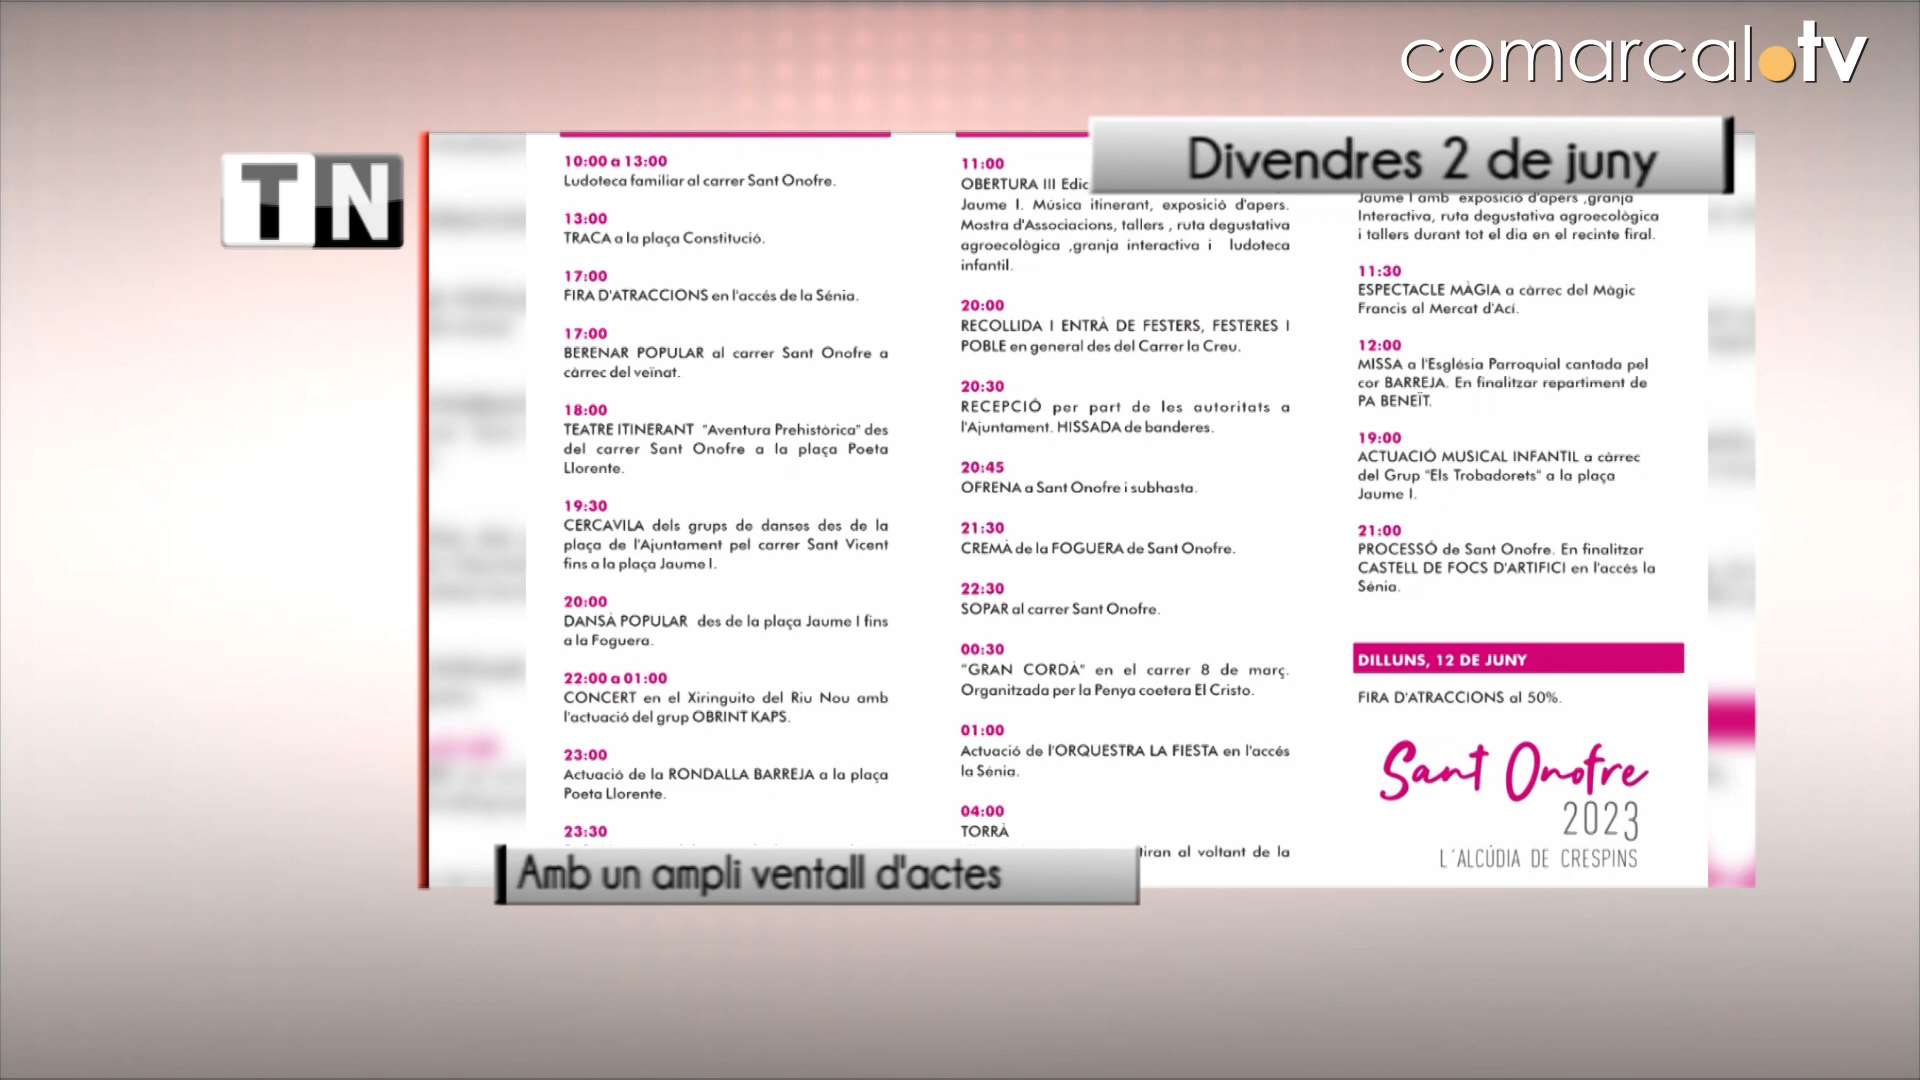 comarcal.tv
Divendres 2 de juny
TN
10:00 a 13:00
Ludoteca familiar al carrer Sant Onofre.
13:00
TRACA a la plaça Constitució.
17:00
FIRA D'ATRACCIONS en l'accés de la Sénia.
17:00
BERENAR POPULAR al carrer Sant Onofre a
càrrec del veïnat.
18:00
TEATRE ITINERANT "Aventura Prehistòrica" des
del carrer Sant Onofre a la plaça Poeta
Llorente.
19:30
CERCAVILA dels grups de danses des de la
plaça de l'Ajuntament pel carrer Sant Vicent
fins a la plaça Jaume I.
20:00
DANSÀ POPULAR des de la plaça Jaume I fins
a la Foguera.
22:00 a 01:00
CONCERT en el Xiringuito del Riu Nou amb
l'actuació del grup OBRINT KAPS.
23:00
Actuació de la RONDALLA BARREJA a la plaça
Poeta Llorente.
23:30
11:00
OBERTURA III Edic
Jaume I. Música itinerant, exposició d'apers.
Mostra d'Associacions, tallers , ruta degustativa
agroecològica ,granja interactiva i ludoteca
infantil.
20:00
RECOLLIDA I ENTRÀ DE FESTERS, FESTERES I
POBLE en general des del Carrer la Creu.
20:30
RECEPCIÓ per part de les autoritats a
l'Ajuntament. HISSADA de banderes.
20:45
OFRENA a Sant Onofre i subhasta.
21:30
CREMÀ de la FOGUERA de Sant Onofre.
22:30
SOPAR al carrer Sant Onofre.
00:30
"GRAN CORDÀ" en el carrer 8 de març.
Organitzada per la Penya coetera El Cristo.
01:00
Actuació de l'ORQUESTRA LA FIESTA en l'accés
la Sénia.
04:00
TORRÀ
tiran al voltant de la
Jaume I amb exposició d'apers ,granja
Interactiva, ruta degustativa agroecològica
i tallers durant tot el dia en el recinte firal.
11:30
ESPECTACLE MÀGIA a càrrec del Màgic
Francis al Mercat d'Ací.
12:00
MISSA a l'Església Parroquial cantada pel
cor BARREJA. En finalitzar repartiment de
PA BENEÏT.
19:00
ACTUACIÓ MUSICAL INFANTIL a càrrec
del Grup "Els Trobadorets" a la plaça
Jaume I.
21:00
PROCESSÓ de Sant Onofre. En finalitzar
CASTELL DE FOCS D'ARTIFICI en l'accés la
Sénia.
DILLUNS, 12 DE JUNY
FIRA D'ATRACCIONS al 50%.
Sant Onofre
2023
L'ALCÚDIA DE CRESPINS
Amb un ampli ventall d'actes